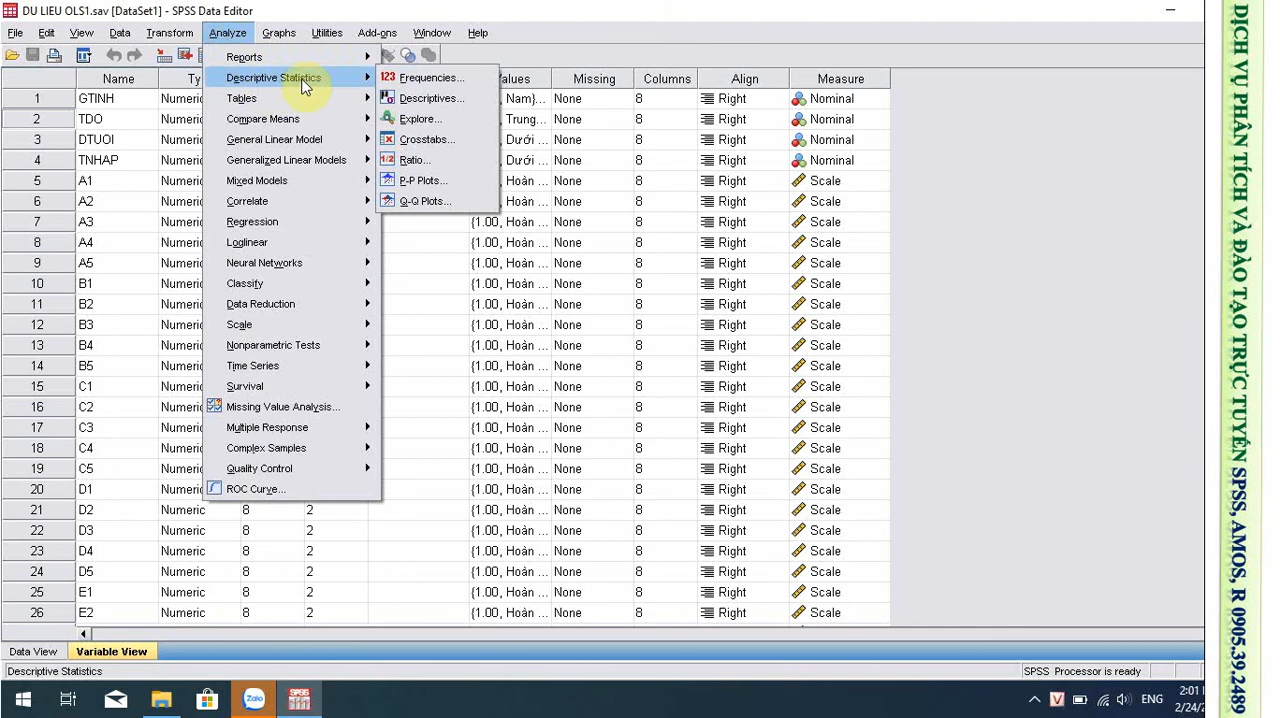 DU LIEU OLS1.sav [DataSet1] - SPSS Data Editor
File Edit View Data Transform Analyze Graphs Utilities Add-ons Window Help
Reports
Descriptive Statistics
Tables
Compare Means
General Linear Model
Generalized Linear Models
Mixed Models
Correlate
Regression
Loglinear
Neural Networks
Classify
Data Reduction
Scale
Nonparametric Tests
Time Series
Survival
Missing Value Analysis...
Multiple Response
Complex Samples
Quality Control
ROC Curve...
123 Frequencies...
Descriptives...
Explore...
Crosstabs...
1/2 Ratio...
P-P Plots...
Q-Q Plots...
Name Ty Values Missing Columns Align Measure
1 GTINH Numeric Nam}... None 8 Right Nominal
2 TDO Numeric Trung... None 8 Right Nominal
3 DTUOI Numeric Dưới ... None 8 Right Nominal
4 TNHAP Numeric Dưới ... None 8 Right Nominal
5 A1 Numeric {1.00, Hoàn ... None 8 Right Scale
6 A2 Numeric {1.00, Hoàn ... None 8 Right Scale
7 A3 Numeric {1.00, Hoàn ... None 8 Right Scale
8 A4 Numeric {1.00, Hoàn ... None 8 Right Scale
9 A5 Numeric {1.00, Hoàn ... None 8 Right Scale
10 B1 Numeric {1.00, Hoàn ... None 8 Right Scale
11 B2 Numeric {1.00, Hoàn ... None 8 Right Scale
12 B3 Numeric {1.00, Hoàn ... None 8 Right Scale
13 B4 Numeric {1.00, Hoàn ... None 8 Right Scale
14 B5 Numeric {1.00, Hoàn ... None 8 Right Scale
15 C1 Numeric {1.00, Hoàn ... None 8 Right Scale
16 C2 Numeric {1.00, Hoàn ... None 8 Right Scale
17 C3 Numeric {1.00, Hoàn ... None 8 Right Scale
18 C4 Numeric {1.00, Hoàn ... None 8 Right Scale
19 C5 Numeric {1.00, Hoàn ... None 8 Right Scale
20 D1 Numeric {1.00, Hoàn ... None 8 Right Scale
21 D2 Numeric 8 2 {1.00, Hoàn ... None 8 Right Scale
22 D3 Numeric 8 2 {1.00, Hoàn ... None 8 Right Scale
23 D4 Numeric 8 2 {1.00, Hoàn ... None 8 Right Scale
24 D5 Numeric 8 2 {1.00, Hoàn ... None 8 Right Scale
25 E1 Numeric 8 2 {1.00, Hoàn ... None 8 Right Scale
26 E2 Numeric 8 2 {1.00, Hoàn ... None 8 Right Scale
Data View Variable View
Descriptive Statistics SPSS Processor is ready
Zalo V ENG 2:01
2/24/2
DỊCH VỤ PHÂN TÍCH VÀ ĐÀO TẠO TRỰC TUYẾN SPSS, AMOS, R 0905.39.2489